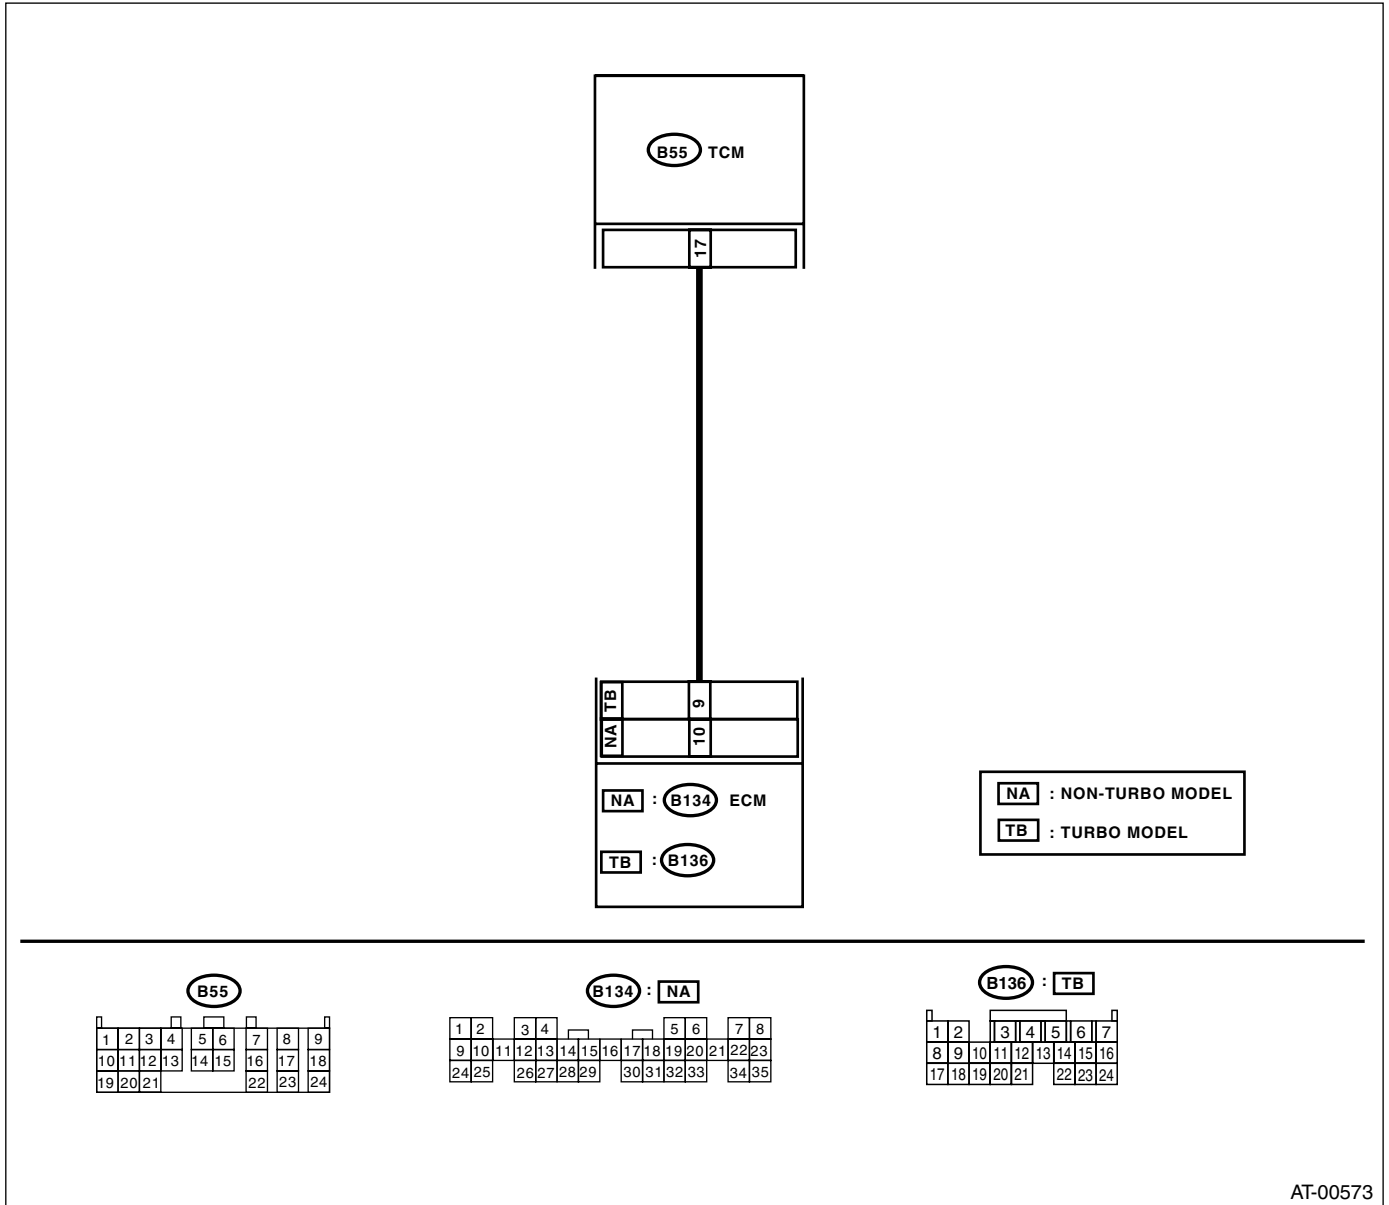 B55 TCM
17
TB 9
NA 10
NA : B134 ECM
TB : B136
NA : NON-TURBO MODEL
TB : TURBO MODEL
B55
1 2 3 4 5 6 7 8 9
10 11 12 13 14 15 16 17 18
19 20 21 22 23 24
B134 : NA
1 2 3 4 5 6 7 8
9 10 11 12 13 14 15 16 17 18 19 20 21 22 23
24 25 26 27 28 29 30 31 32 33 34 35
B136 : TB
1 2 3 4 5 6 7
8 9 10 11 12 13 14 15 16
17 18 19 20 21 22 23 24
AT-00573